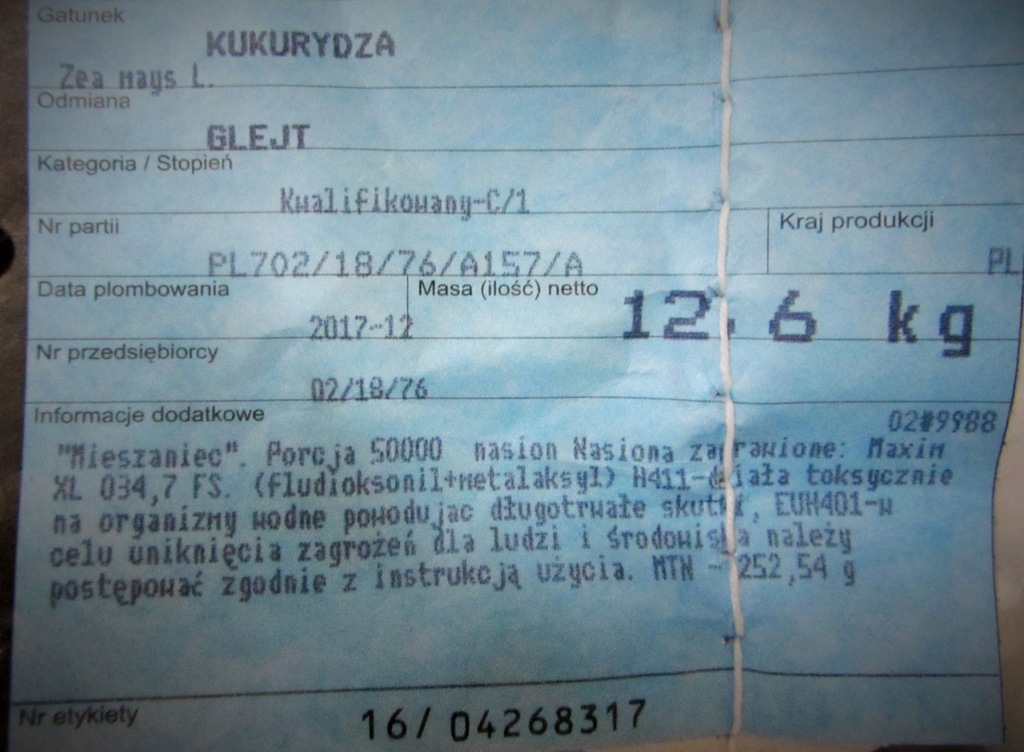 Gatunek
KUKURYDZA
Zea mays L.
Odmiana
GLEJT
Kategoria / Stopień
Kwalifikowany-C/1
Nr partii
Kraj produkcji
PL702/18/76/A157/A
PL
Data plombowania
Masa (ilość) netto
2017-12
12,6 kg
Nr przedsiębiorcy
02/18/76
Informacje dodatkowe
02#9988
"Mieszaniec". Porcja 50000 nasion Nasiona zaprawione: Maxim
XL 034,7 FS. (fludioksonil+metalaksyl) H411-działa toksycznie
na organizmy wodne powodując długotrwałe skutki, EUH401-w
celu uniknięcia zagrożeń dla ludzi i środowiska należy
postępować zgodnie z instrukcją użycia. MTN - 252,54 g
Nr etykiety
16/ 04268317